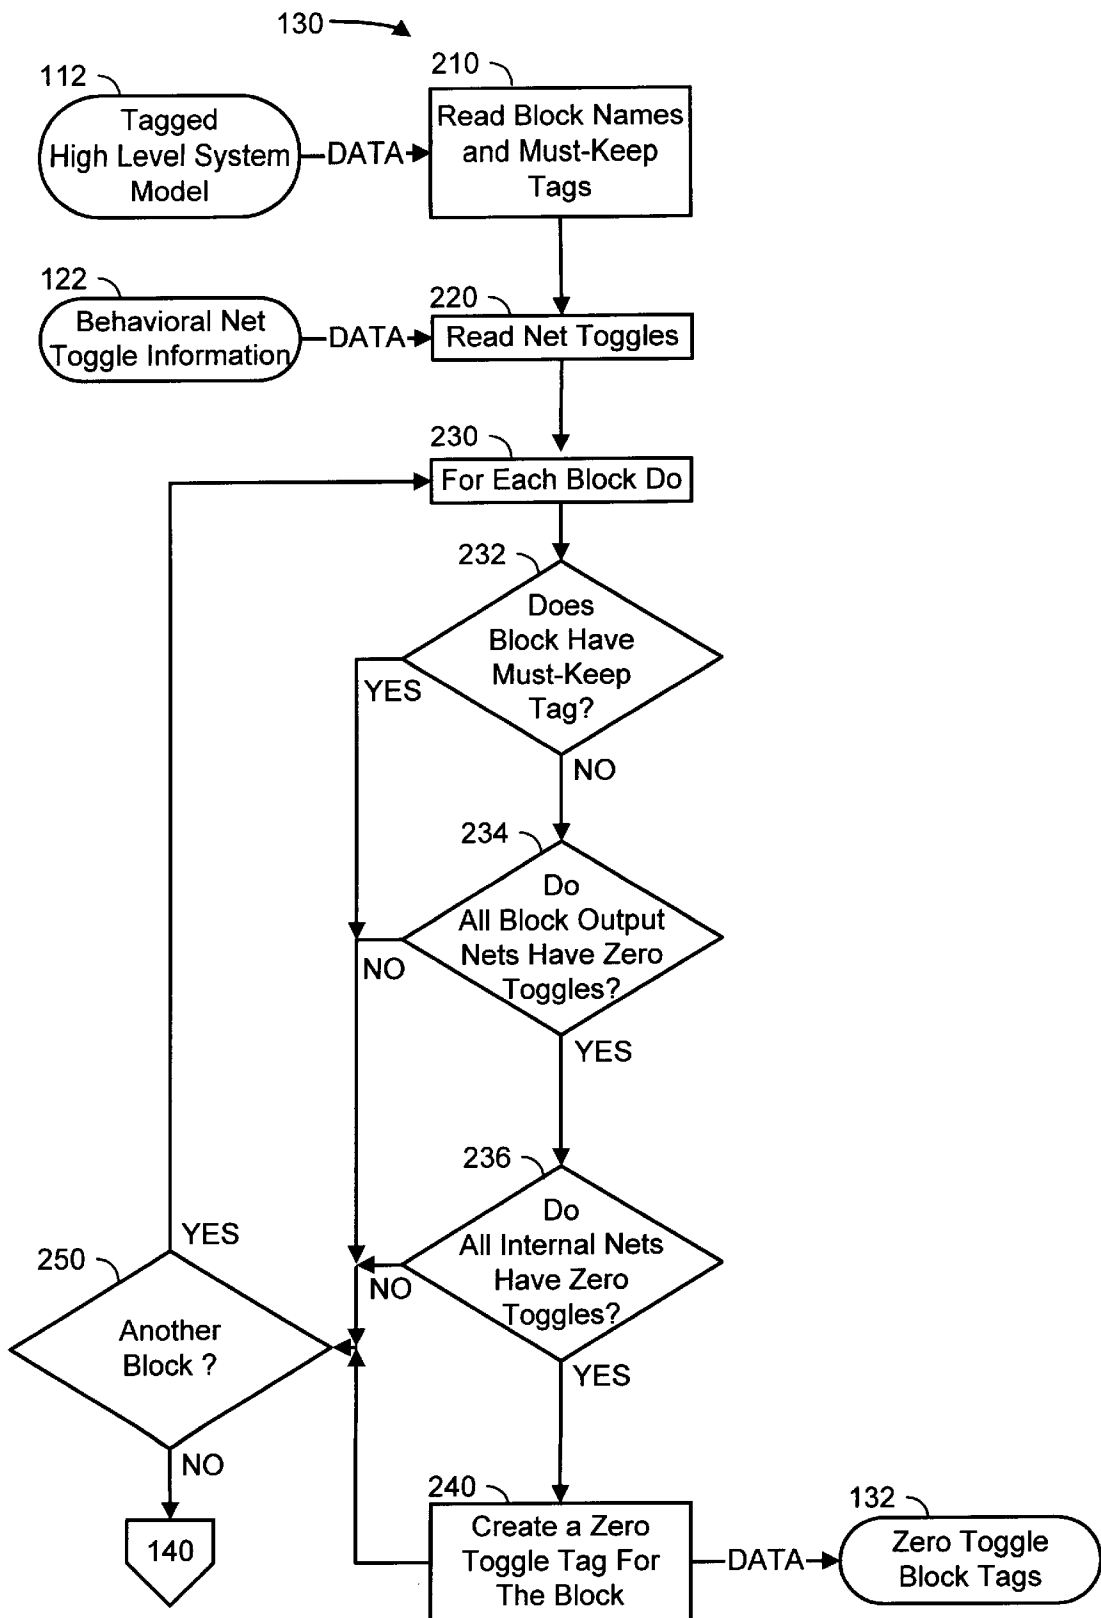 130
112
210
Tagged
High Level System
Model
DATA
Read Block Names
and Must-Keep
Tags
122
Behavioral Net
Toggle Information
DATA
220
Read Net Toggles
230
For Each Block Do
232
Does
Block Have
Must-Keep
Tag?
YES
NO
234
Do
All Block Output
Nets Have Zero
Toggles?
NO
YES
236
Do
All Internal Nets
Have Zero
Toggles?
NO
YES
250
YES
Another
Block ?
NO
140
240
Create a Zero
Toggle Tag For
The Block
DATA
132
Zero Toggle
Block Tags